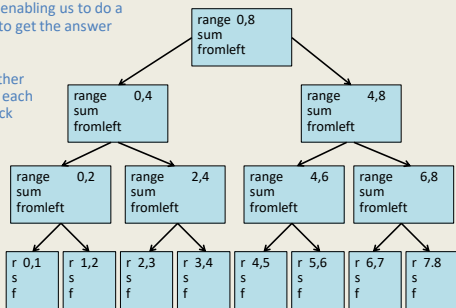 enabling us to do a
to get the answer
ther
each
ck
range 0,8
sum
fromleft
range 0,4
sum
fromleft
range 4,8
sum
fromleft
range 0,2
sum
fromleft
range 2,4
sum
fromleft
range 4,6
sum
fromleft
range 6,8
sum
fromleft
r 0,1
s
f
r 1,2
s
f
r 2,3
s
f
r 3,4
s
f
r 4,5
s
f
r 5,6
s
f
r 6,7
s
f
r 7.8
s
f